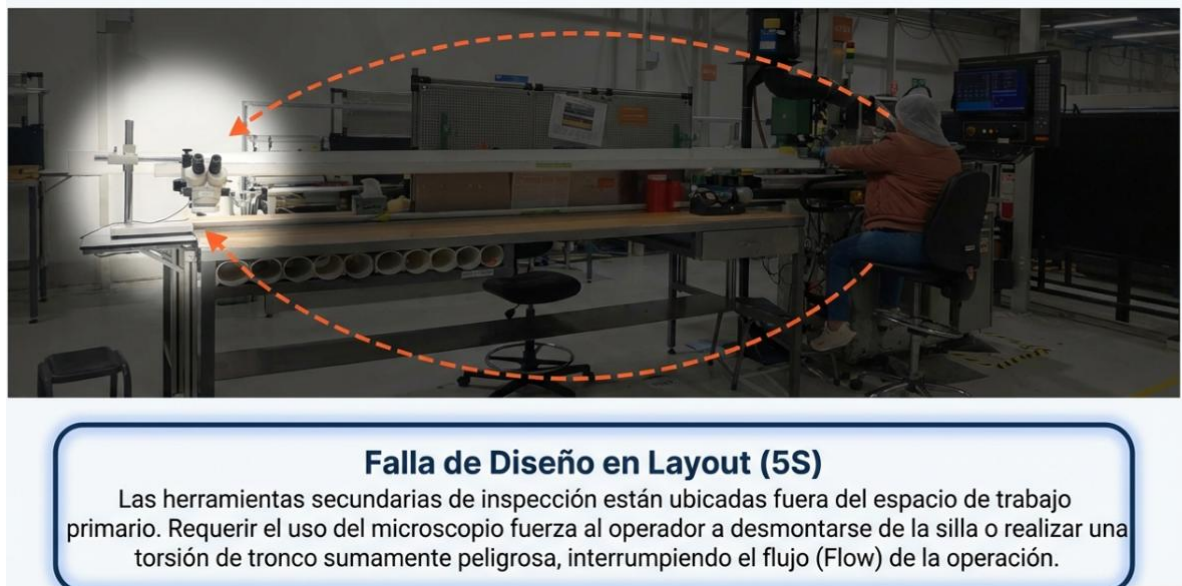 Falla de Diseño en Layout (5S)
Las herramientas secundarias de inspección están ubicadas fuera del espacio de trabajo
primario. Requerir el uso del microscopio fuerza al operador a desmontarse de la silla o realizar una
torsión de tronco sumamente peligrosa, interrumpiendo el flujo (Flow) de la operación.